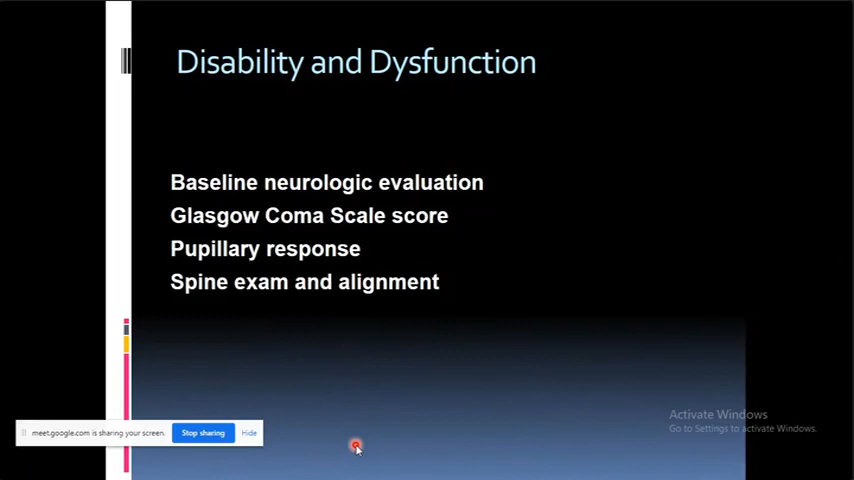 Disability and Dysfunction
Baseline neurologic evaluation
Glasgow Coma Scale score
Pupillary response
Spine exam and alignment
Activate Windows
Go to Settings to activate Windows.
meet.google.com is sharing your screen.
Stop sharing
Hide